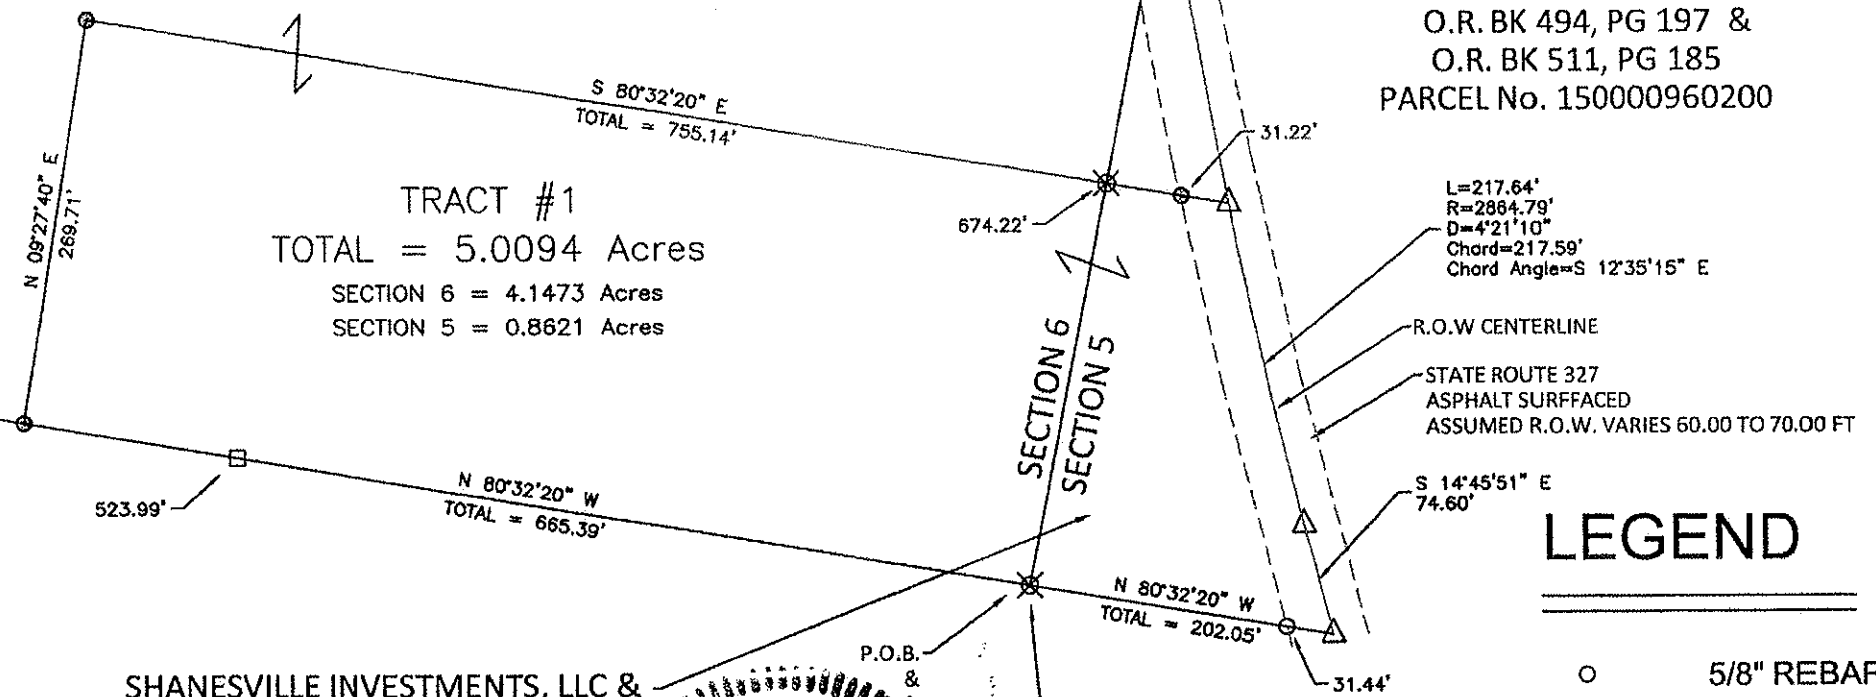 O.R. BK 494, PG 197 &
O.R. BK 511, PG 185
PARCEL No. 150000960200
S 80°32'20" E
TOTAL = 755.14'
31.22'
N 09°27'40" E
269.71'
TRACT #1
TOTAL = 5.0094 Acres
SECTION 6 = 4.1473 Acres
SECTION 5 = 0.8621 Acres
674.22'
L=217.64'
R=2864.79'
D=4°21'10"
Chord=217.59'
Chord Angle=S 12°35'15" E
R.O.W CENTERLINE
STATE ROUTE 327
ASPHALT SURFFACED
ASSUMED R.O.W. VARIES 60.00 TO 70.00 FT
SECTION 6
SECTION 5
S 14°45'51" E
74.60'
523.99'
N 80°32'20" W
TOTAL = 665.39'
N 80°32'20" W
TOTAL = 202.05'
LEGEND
P.O.B.
&
31.44'
SHANESVILLE INVESTMENTS, LLC &
5/8" REBAR